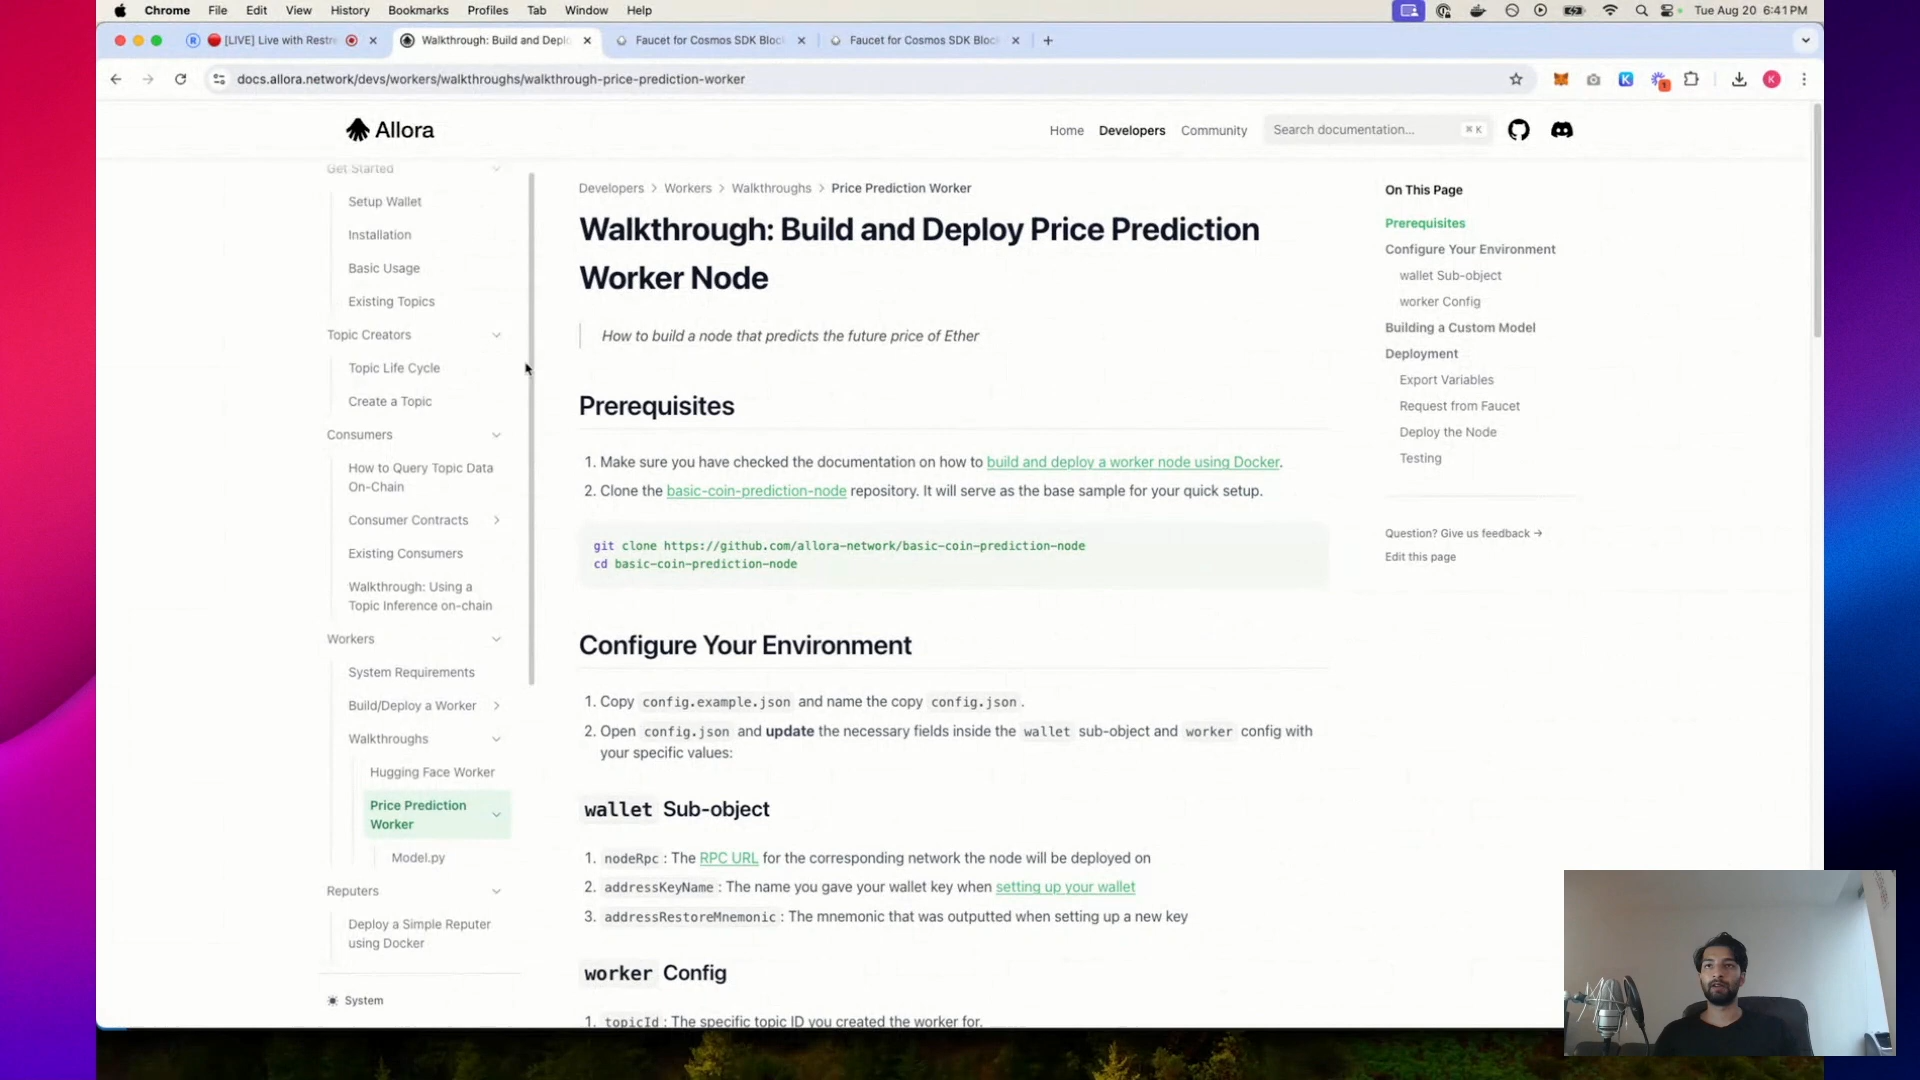 Chrome File Edit View History Bookmarks Profiles Tab Window Help
Tue Aug 20 6:41 PM
[LIVE] Live with Restre
Walkthrough: Build and Deplo
Faucet for Cosmos SDK Block
Faucet for Cosmos SDK Block
docs.allora.network/devs/workers/walkthroughs/walkthrough-price-prediction-worker
K
1
K
Allora
Home Developers Community
Search documentation... ⌘ K
Get Started
Setup Wallet
Installation
Basic Usage
Existing Topics
Topic Creators
Topic Life Cycle
Create a Topic
Consumers
How to Query Topic Data
On-Chain
Consumer Contracts
Existing Consumers
Walkthrough: Using a
Topic Inference on-chain
Workers
System Requirements
Build/Deploy a Worker
Walkthroughs
Hugging Face Worker
Price Prediction
Worker
Model.py
Reputers
Deploy a Simple Reputer
using Docker
System
Developers > Workers > Walkthroughs > Price Prediction Worker
Walkthrough: Build and Deploy Price Prediction
Worker Node
How to build a node that predicts the future price of Ether
Prerequisites
1. Make sure you have checked the documentation on how to build and deploy a worker node using Docker.
2. Clone the basic-coin-prediction-node repository. It will serve as the base sample for your quick setup.
git clone https://github.com/allora-network/basic-coin-prediction-node
cd basic-coin-prediction-node
Configure Your Environment
1. Copy config.example.json and name the copy config.json.
2. Open config.json and update the necessary fields inside the wallet sub-object and worker config with
your specific values:
wallet Sub-object
1. nodeRpc : The RPC URL for the corresponding network the node will be deployed on
2. addressKeyName : The name you gave your wallet key when setting up your wallet
3. addressRestoreMnemonic : The mnemonic that was outputted when setting up a new key
worker Config
1. topicId : The specific topic ID you created the worker for.
On This Page
Prerequisites
Configure Your Environment
wallet Sub-object
worker Config
Building a Custom Model
Deployment
Export Variables
Request from Faucet
Deploy the Node
Testing
Question? Give us feedback →
Edit this page